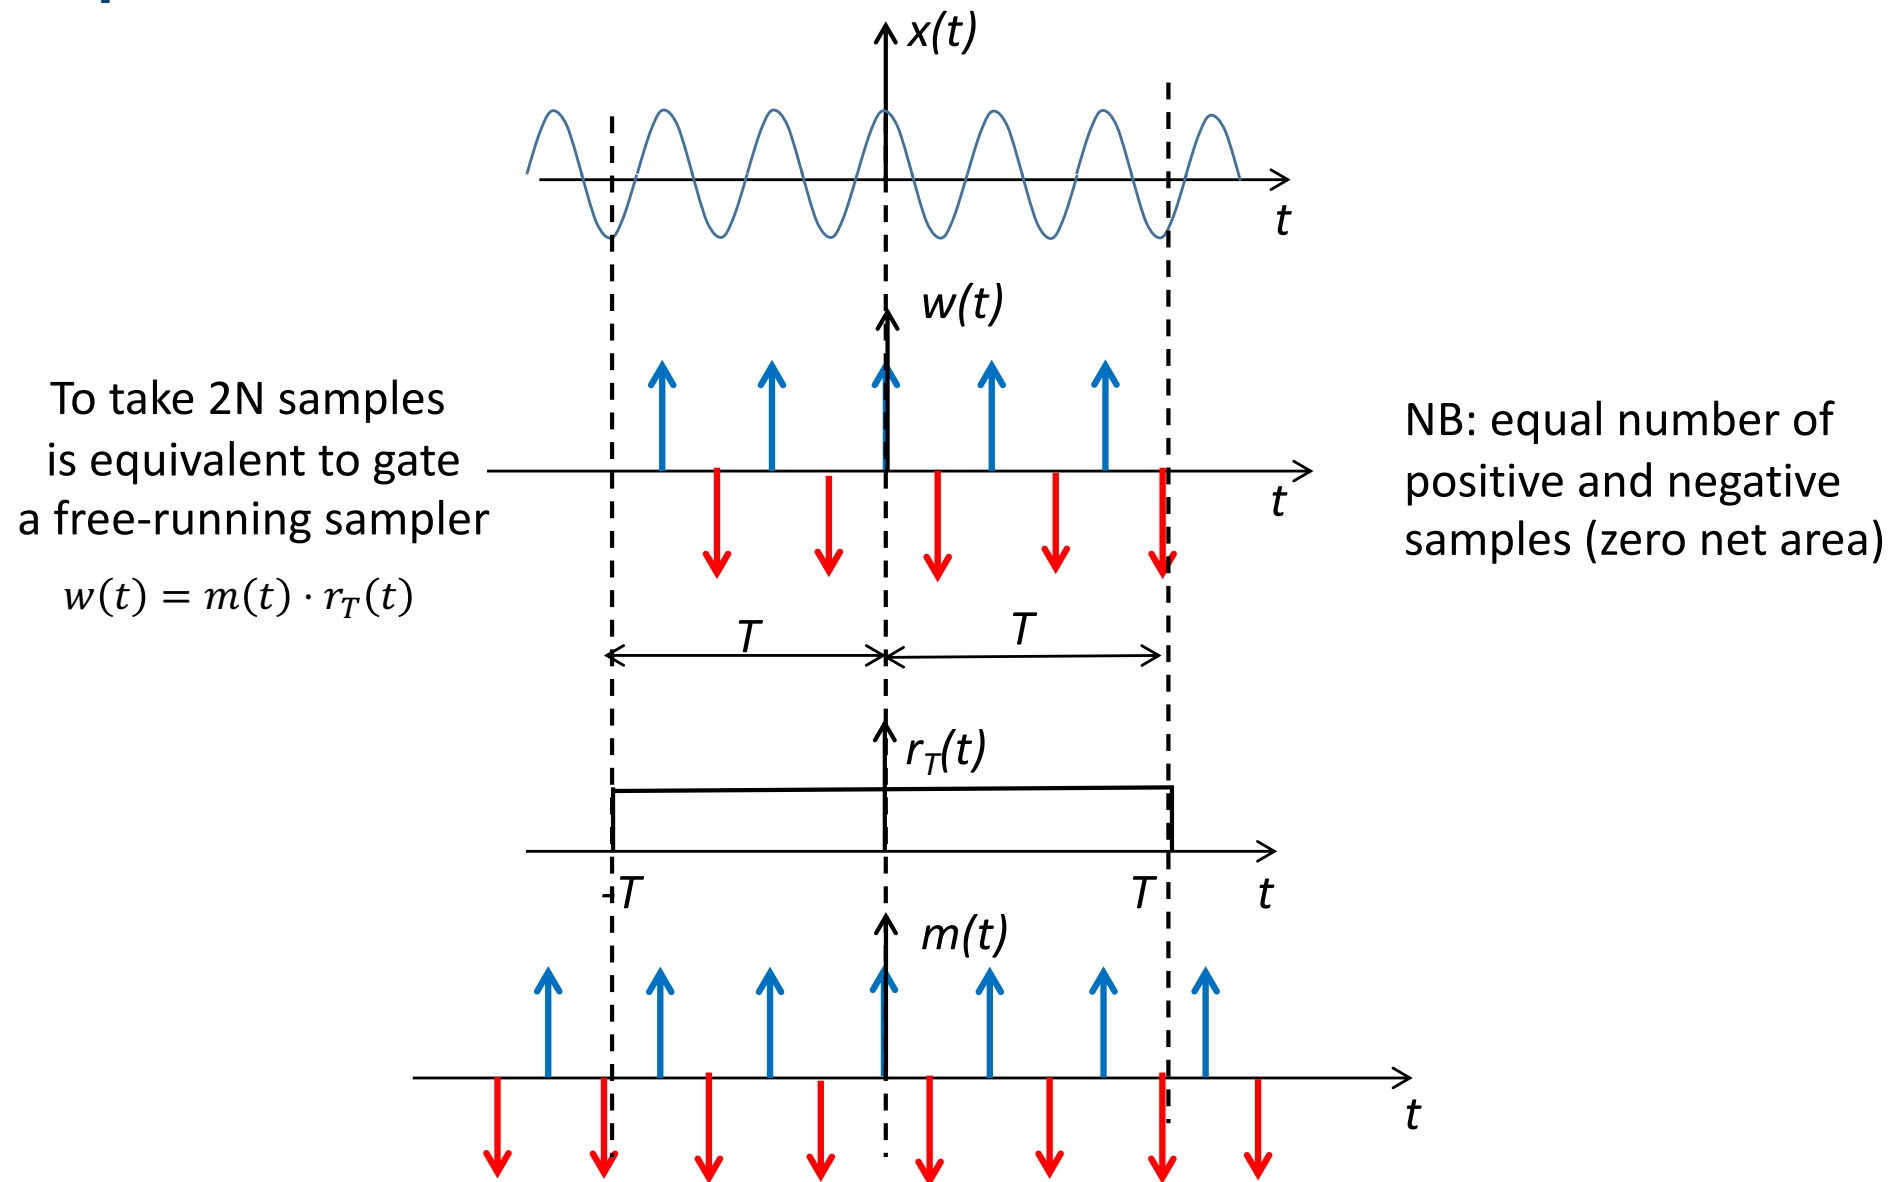 x(t)
t
w(t)
To take 2N samples
is equivalent to gate
a free-running sampler
w(t) = m(t) · r_T(t)
NB: equal number of
positive and negative
samples (zero net area)
t
T
T
r_T(t)
-T
T
t
m(t)
t